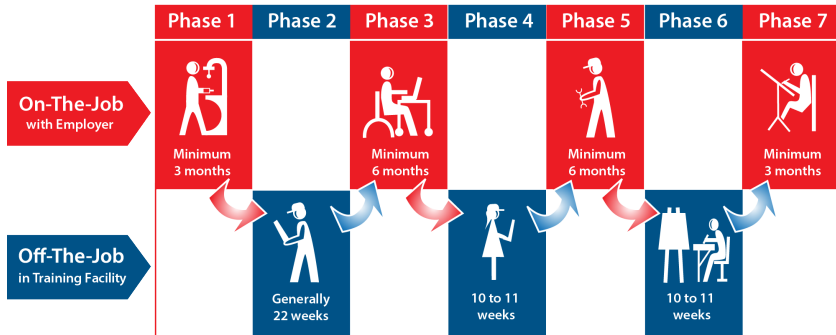 Phase 1
Phase 2
Phase 3
Phase 4
Phase 5
Phase 6
Phase 7
On-The-Job
with Employer
Minimum
3 months
Minimum
6 months
Minimum
6 months
Minimum
3 months
Off-The-Job
in Training Facility
Generally
22 weeks
10 to 11
weeks
10 to 11
weeks